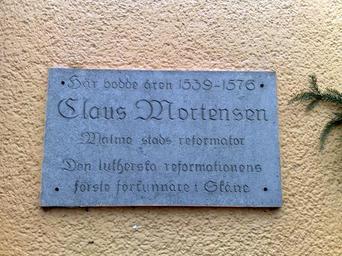 Här bodde åren 1539-1576
Claus Mortensen
Malmö stads reformator
Den lutherska reformationens
förste förkunnare i Skåne